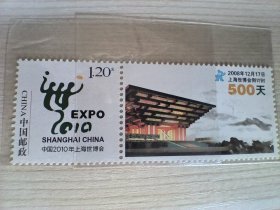 1.20元
CHINA
中国邮政
EXPO
2010
SHANGHAI CHINA
中国2010年上海世博会
2008年12月17日
上海世博会倒计时
500天